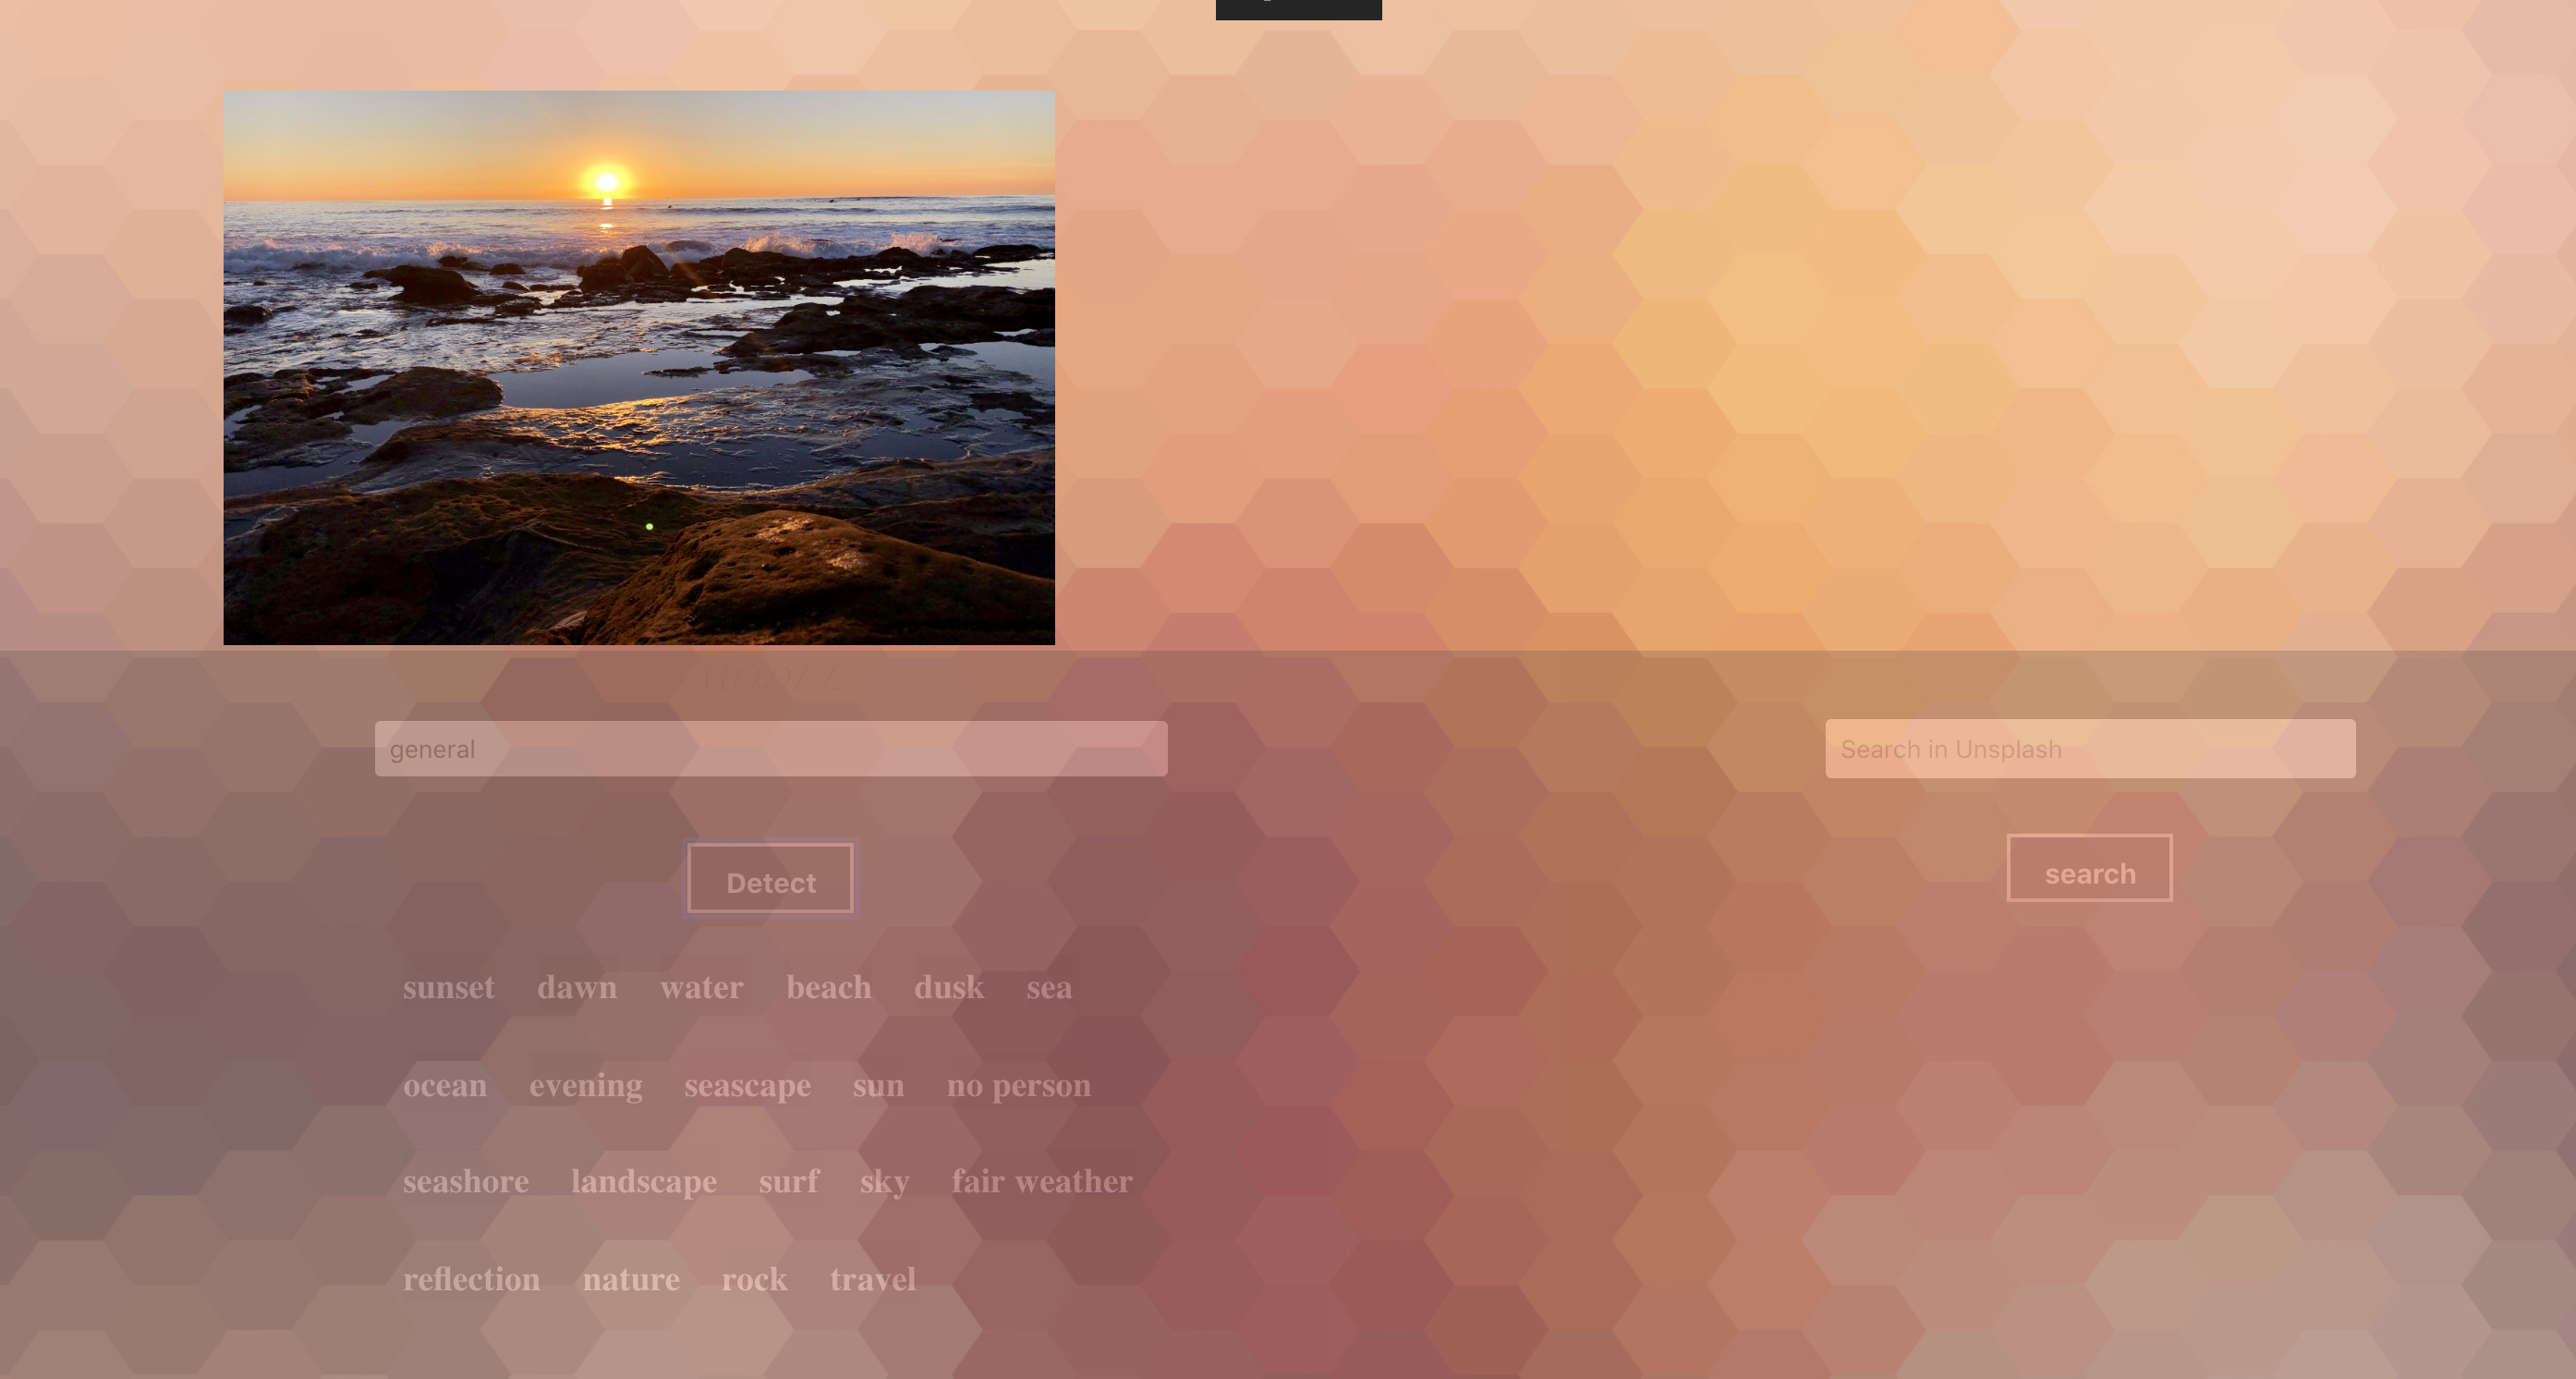 MODEL:
general
Search in Unsplash
Detect
search
sunset dawn water beach dusk sea
ocean evening seascape sun no person
seashore landscape surf sky fair weather
reflection nature rock travel